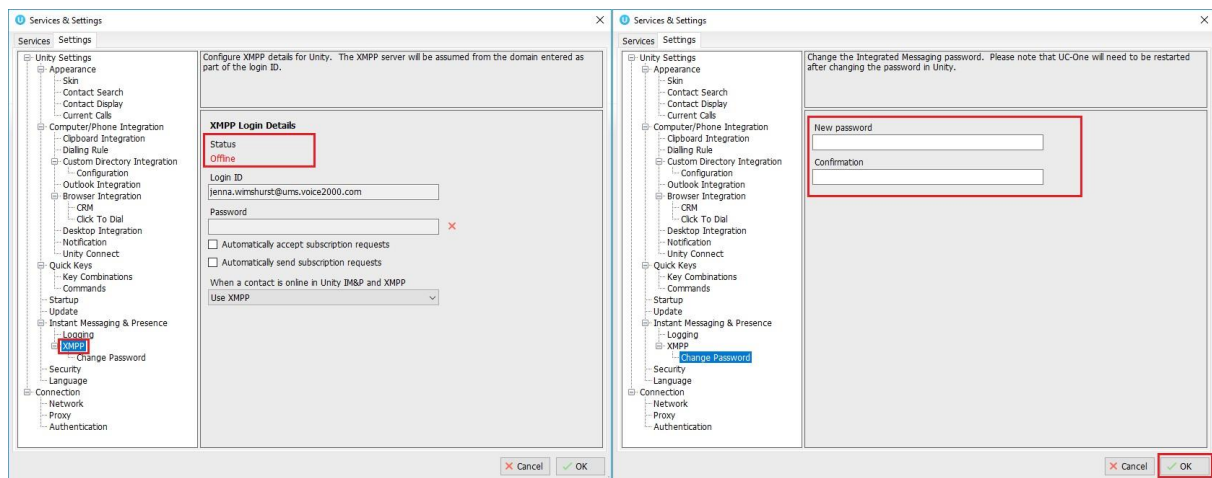 Services & Settings
Services Settings
Unity Settings
Appearance
Skin
Contact Search
Contact Display
Current Calls
Computer/Phone Integration
Clipboard Integration
Dialing Rule
Custom Directory Integration
Configuration
Outlook Integration
Browser Integration
CRM
Click To Dial
Desktop Integration
Notification
Unity Connect
Quick Keys
Key Combinations
Commands
Startup
Update
Instant Messaging & Presence
Logging
XMPP
Change Password
Security
Language
Connection
Network
Proxy
Authentication
Configure XMPP details for Unity. The XMPP server will be assumed from the domain entered as
part of the login ID.
XMPP Login Details
Status
Offline
Login ID
jenna.wimshurst@ums.voice2000.com
Password
Automatically accept subscription requests
Automatically send subscription requests
When a contact is online in Unity IM&P and XMPP
Use XMPP
Cancel OK
Services & Settings
Services Settings
Unity Settings
Appearance
Skin
Contact Search
Contact Display
Current Calls
Computer/Phone Integration
Clipboard Integration
Dialing Rule
Custom Directory Integration
Configuration
Outlook Integration
Browser Integration
CRM
Click To Dial
Desktop Integration
Notification
Unity Connect
Quick Keys
Key Combinations
Commands
Startup
Update
Instant Messaging & Presence
Logging
XMPP
Change Password
Security
Language
Connection
Network
Proxy
Authentication
Change the Integrated Messaging password. Please note that UC-One will need to be restarted
after changing the password in Unity.
New password
Confirmation
Cancel OK